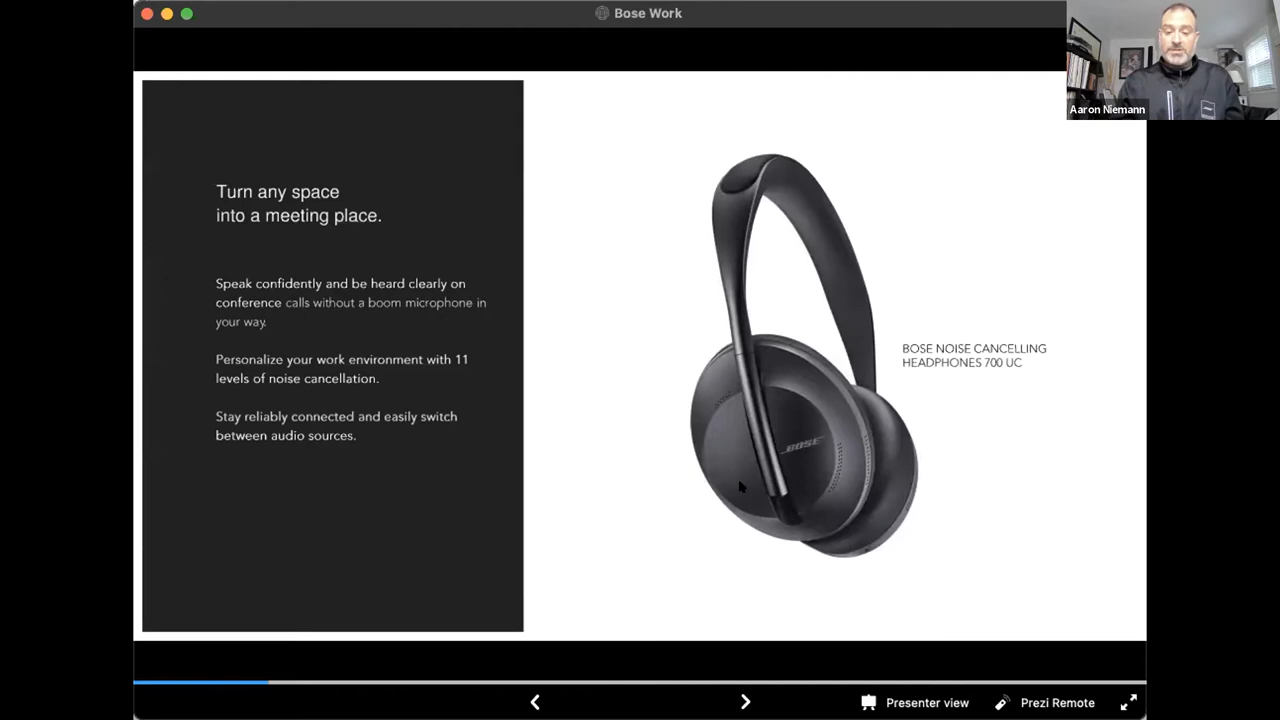 Bose Work
Aaron Niemann
Turn any space
into a meeting place.
Speak confidently and be heard clearly on
conference calls without a boom microphone in
your way.
Personalize your work environment with 11
levels of noise cancellation.
Stay reliably connected and easily switch
between audio sources.
BOSE
BOSE NOISE CANCELLING
HEADPHONES 700 UC
Presenter view
Prezi Remote